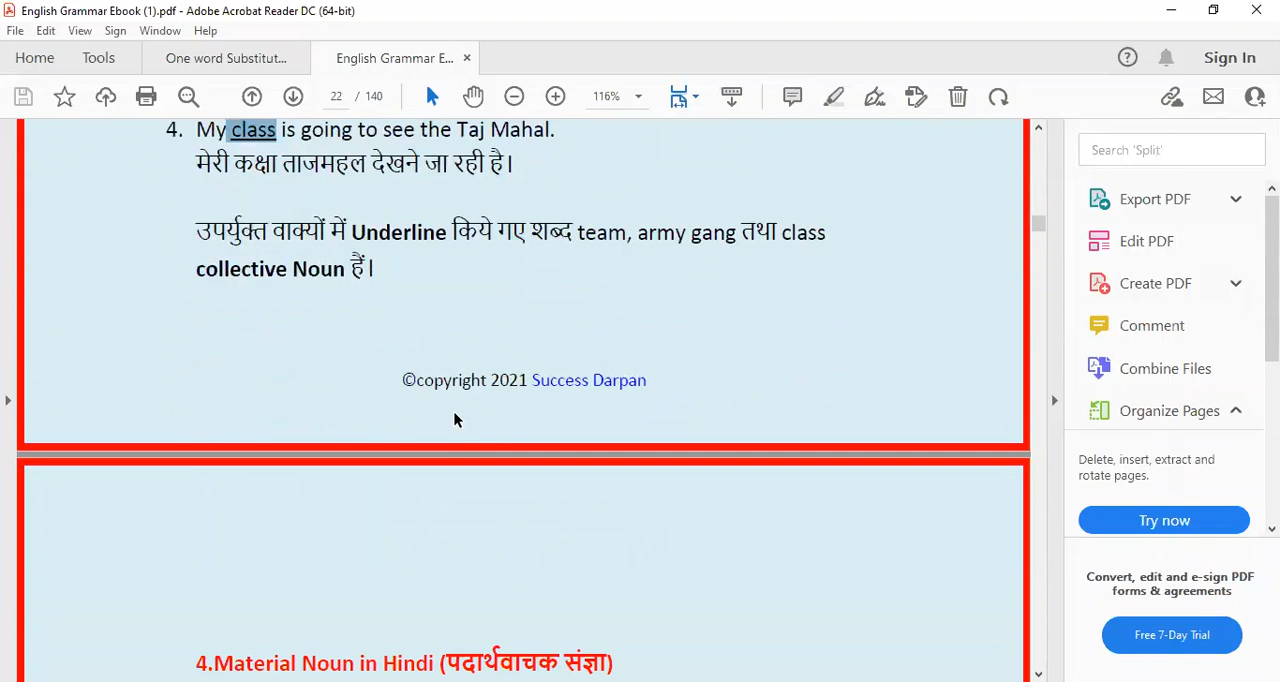 English Grammar Ebook (1).pdf - Adobe Acrobat Reader DC (64-bit)
File Edit View Sign Window Help
Home Tools One word Substitut... English Grammar E... × Sign In
22 / 140 116%
4. My class is going to see the Taj Mahal.
मेरी कक्षा ताजमहल देखने जा रही है।
उपर्युक्त वाक्यों में Underline किये गए शब्द team, army gang तथा class
collective Noun हैं।
©copyright 2021 Success Darpan
4.Material Noun in Hindi (पदार्थवाचक संज्ञा)
Search 'Split'
Export PDF
Edit PDF
Create PDF
Comment
Combine Files
Organize Pages
Delete, insert, extract and
rotate pages.
Try now
Convert, edit and e-sign PDF
forms & agreements
Free 7-Day Trial